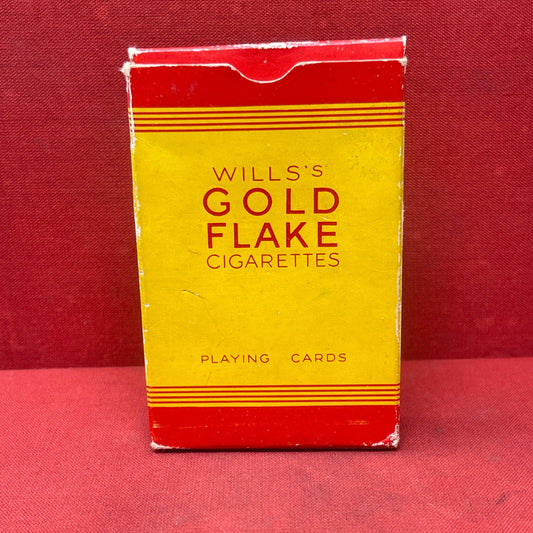 WILLS'S
GOLD
FLAKE
CIGARETTES
PLAYING CARDS